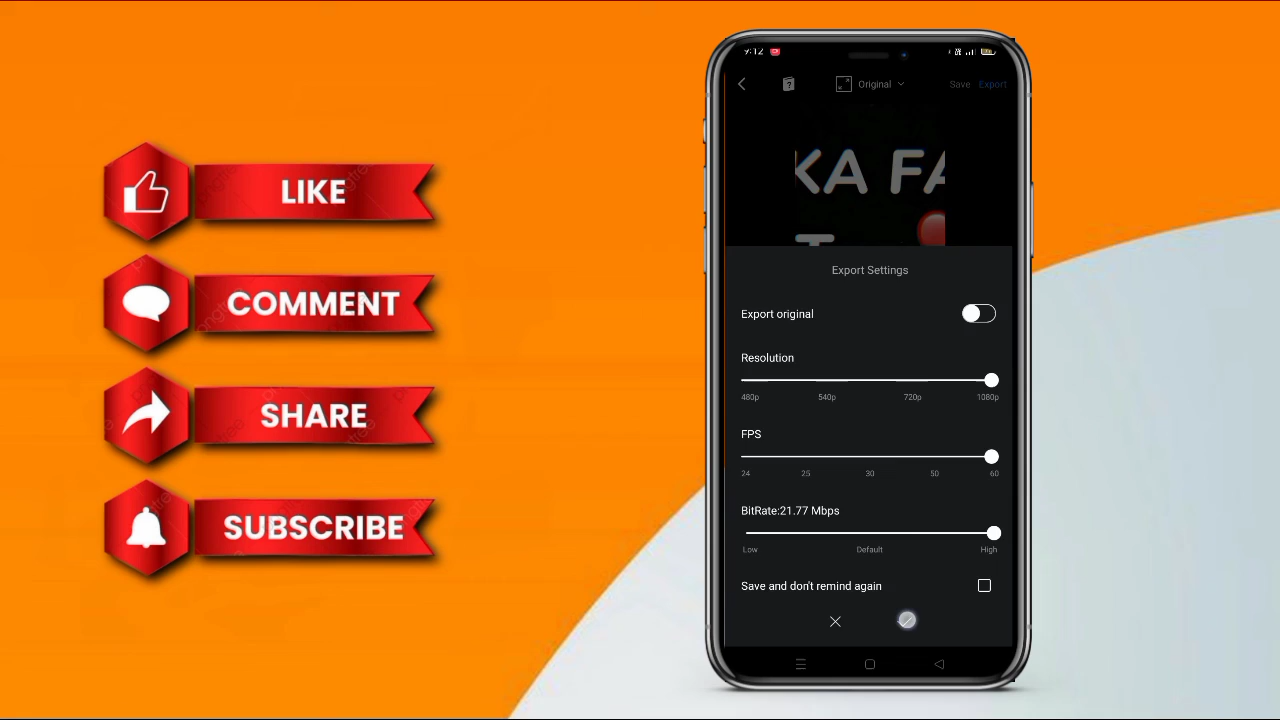 LIKE
COMMENT
SHARE
SUBSCRIBE
Original
Save Export
KA FA
Export Settings
Export original
Resolution
480p 540p 720p 1080p
FPS
24 25 30 50 60
BitRate:21.77 Mbps
Low Default High
Save and don't remind again